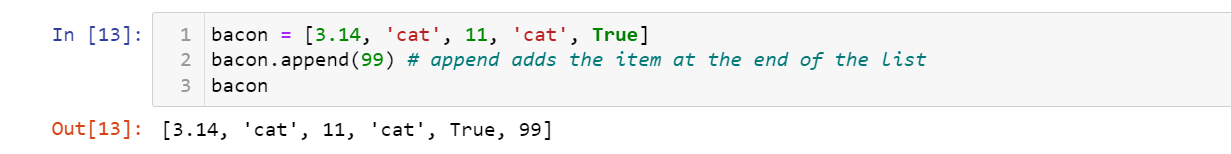 In [13]: 1 bacon = [3.14, 'cat', 11, 'cat', True]
2 bacon.append(99) # append adds the item at the end of the list
3 bacon
Out[13]: [3.14, 'cat', 11, 'cat', True, 99]